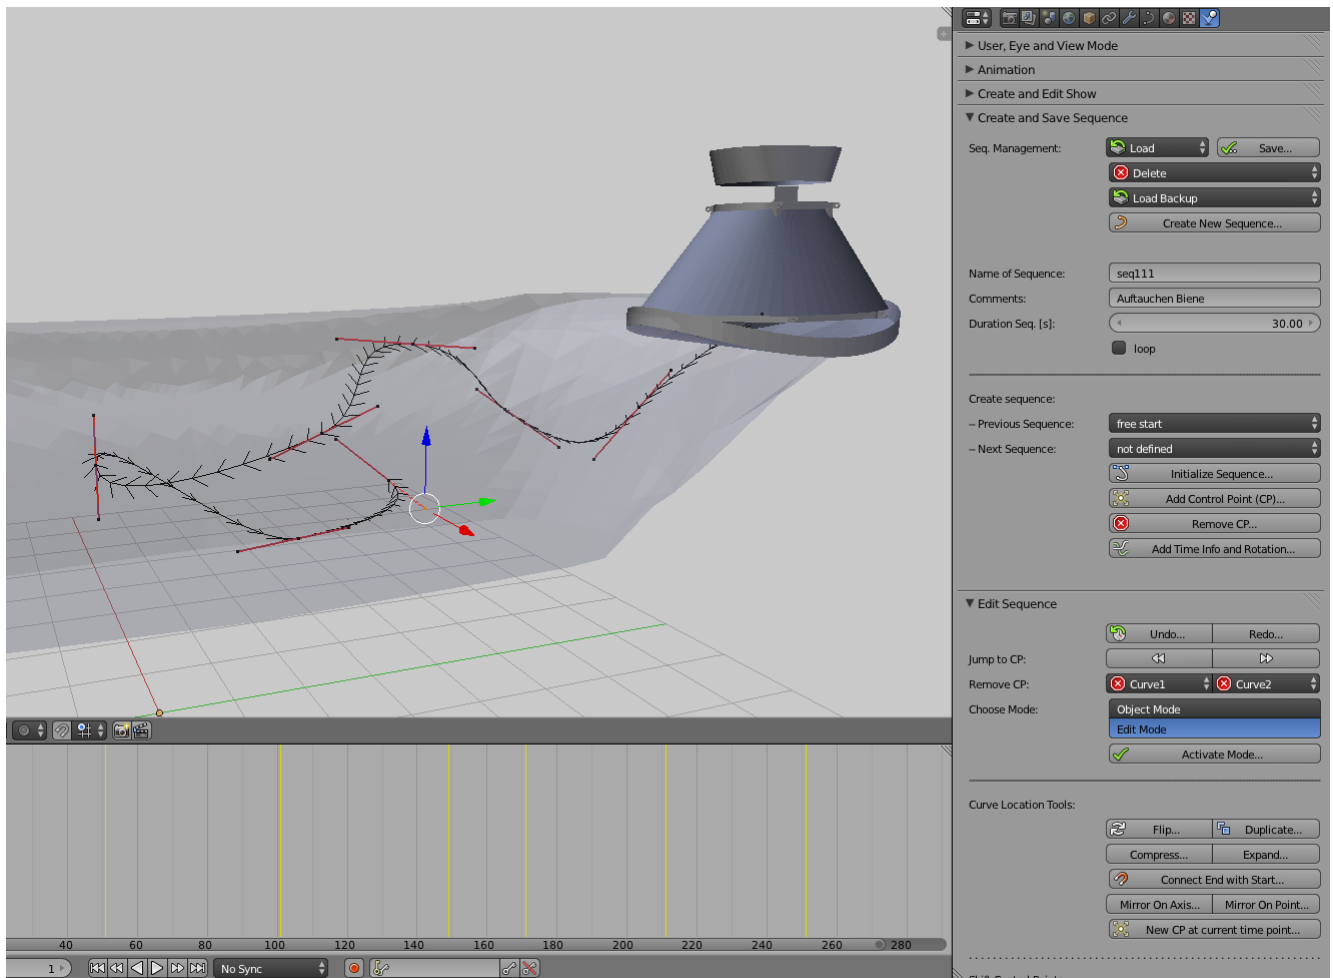 User, Eye and View Mode
Animation
Create and Edit Show
Create and Save Sequence
Seq. Management: Load Save...
Delete
Load Backup
Create New Sequence...
Name of Sequence: seq111
Comments: Auftauchen Biene
Duration Seq. [s]: 30.00
loop
Create sequence:
-- Previous Sequence: free start
-- Next Sequence: not defined
Initialize Sequence...
Add Control Point (CP)...
Remove CP...
Add Time Info and Rotation...
Edit Sequence
Undo... Redo...
Jump to CP:
Remove CP: Curve1 Curve2
Choose Mode: Object Mode
Edit Mode
Activate Mode...
Curve Location Tools:
Flip... Duplicate...
Compress... Expand...
Connect End with Start...
Mirror On Axis... Mirror On Point...
New CP at current time point...
40 60 80 100 120 140 160 180 200 220 240 260 280
1 No Sync